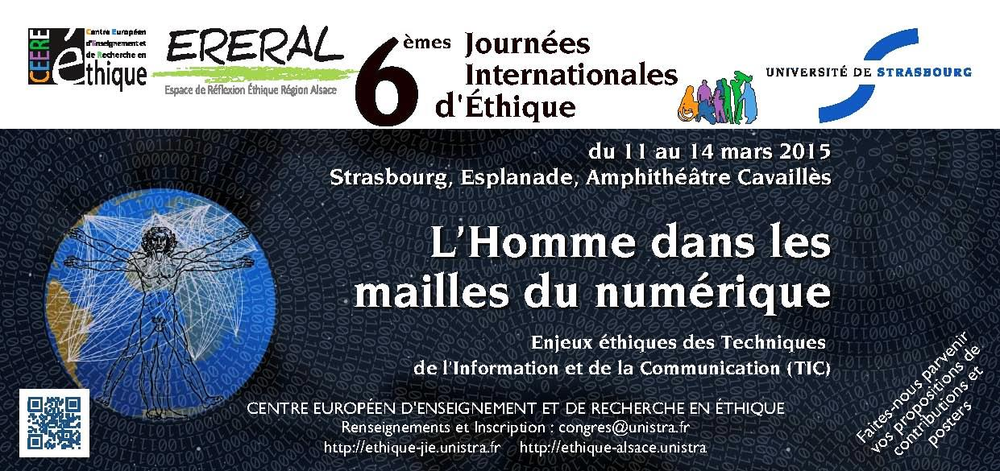 CEERE
Centre Européen
d'Enseignement et
de Recherche en
éthique
ERERAL
Espace de Réflexion Éthique Région Alsace
6èmes Journées
Internationales
d'Éthique
UNIVERSITÉ DE STRASBOURG
du 11 au 14 mars 2015
Strasbourg, Esplanade, Amphithéâtre Cavaillès
L'Homme dans les
mailles du numérique
Enjeux éthiques des Techniques
de l'Information et de la Communication (TIC)
CENTRE EUROPÉEN D'ENSEIGNEMENT ET DE RECHERCHE EN ÉTHIQUE
Renseignements et Inscription : congres@unistra.fr
http://ethique-jie.unistra.fr http://ethique-alsace.unistra
Faites-nous parvenir
vos propositions de
contributions et
posters